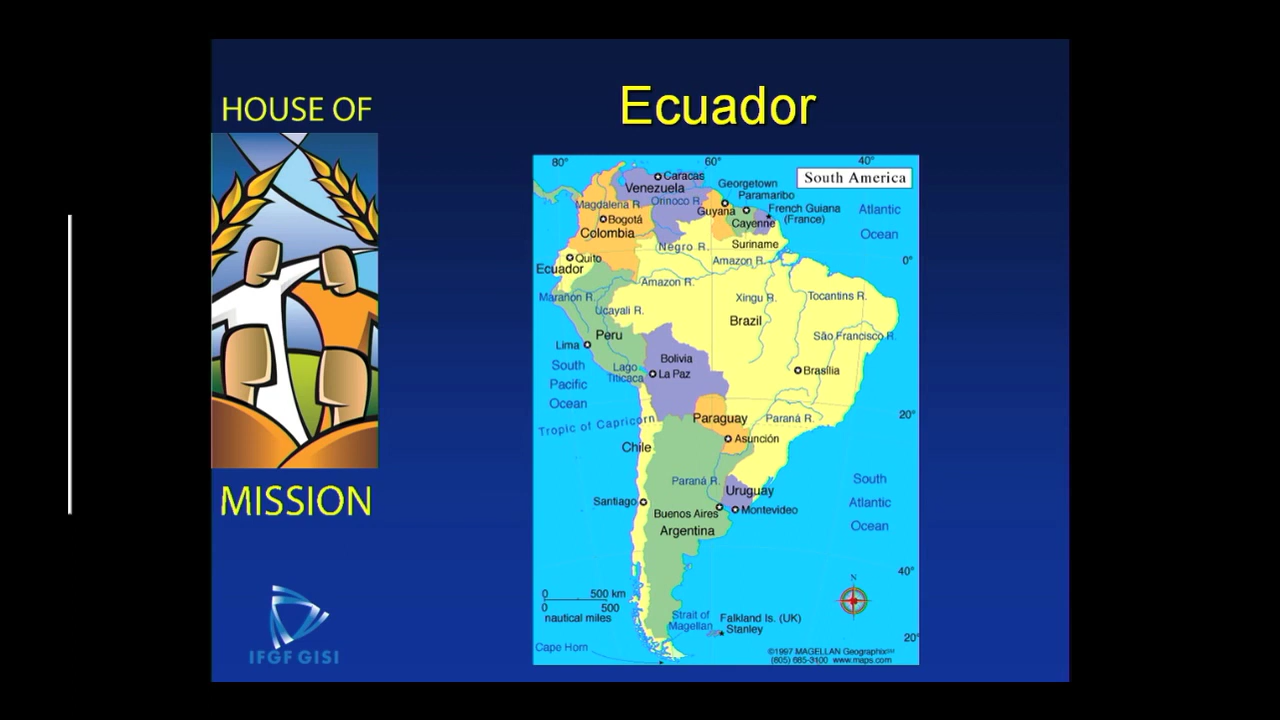 HOUSE OF
MISSION
IFGF GISI
Ecuador
80° 60° 40°
South America
Caracas
Venezuela
Georgetown
Paramaribo
Magdalena R.
Orinoco R.
Guyana
French Guiana
(France)
Atlantic
Ocean
Bogotá
Cayenne
Colombia
Suriname
Negro R.
Quito
Amazon R.
0°
Ecuador
Amazon R.
Marañón R.
Xingu R.
Tocantins R.
Ucayali R.
Brazil
Peru
São Francisco R.
Lima
Bolivia
South
Pacific
Ocean
Lago
Titicaca
La Paz
Brasília
20°
Tropic of Capricorn
Paraguay
Paraná R.
Asunción
Chile
Paraná R.
South
Atlantic
Ocean
Uruguay
Santiago
Buenos Aires
Montevideo
Argentina
40°
N
0 500 km
0 500
nautical miles
Strait of
Magellan
Falkland Is. (UK)
Stanley
20°
Cape Horn
©1997 MAGELLAN Geographix℠
(805) 685-3100 www.maps.com